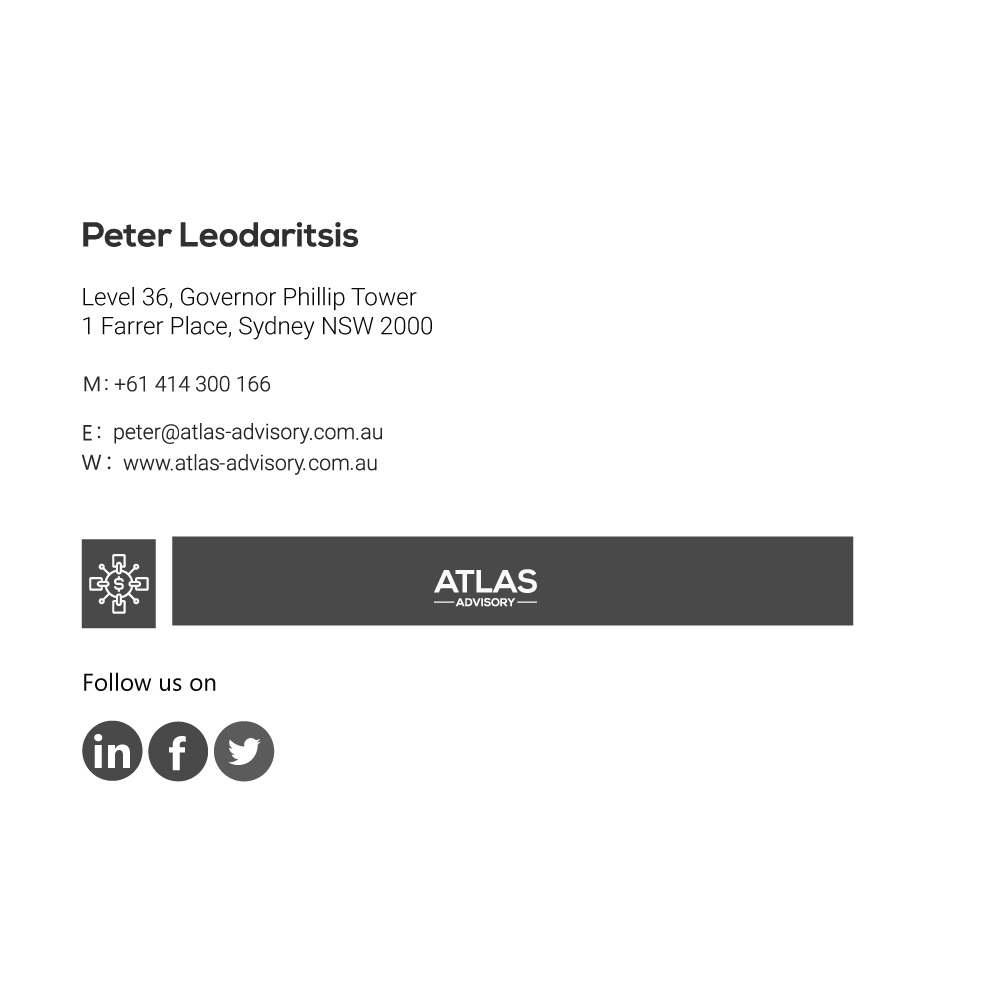 Peter Leodaritsis
Level 36, Governor Phillip Tower
1 Farrer Place, Sydney NSW 2000
M: +61 414 300 166
E: peter@atlas-advisory.com.au
W: www.atlas-advisory.com.au
$
ATLAS
ADVISORY
Follow us on
in f